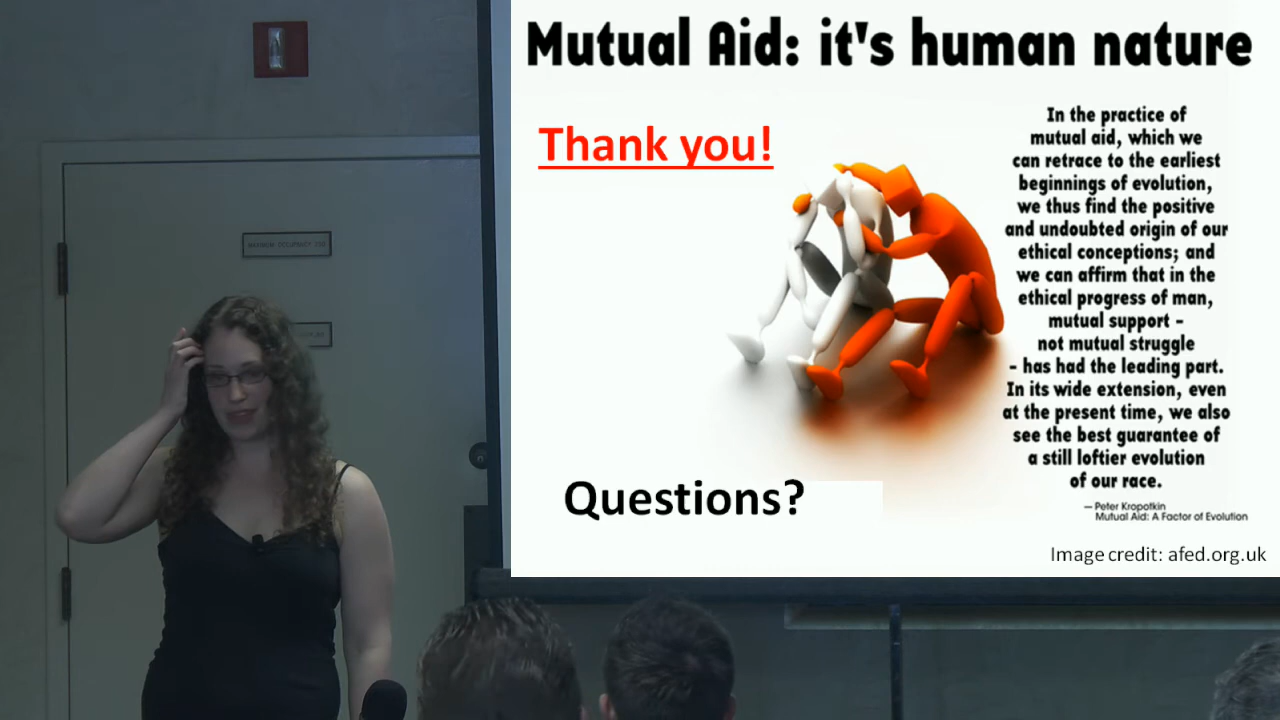 Mutual Aid: it's human nature
Thank you!
In the practice of
mutual aid, which we
can retrace to the earliest
beginnings of evolution,
we thus find the positive
and undoubted origin of our
ethical conceptions; and
we can affirm that in the
ethical progress of man,
mutual support -
not mutual struggle
- has had the leading part.
In its wide extension, even
at the present time, we also
see the best guarantee of
a still loftier evolution
of our race.
— Peter Kropotkin
Mutual Aid: A Factor of Evolution
Questions?
Image credit: afed.org.uk
MAXIMUM OCCUPANCY